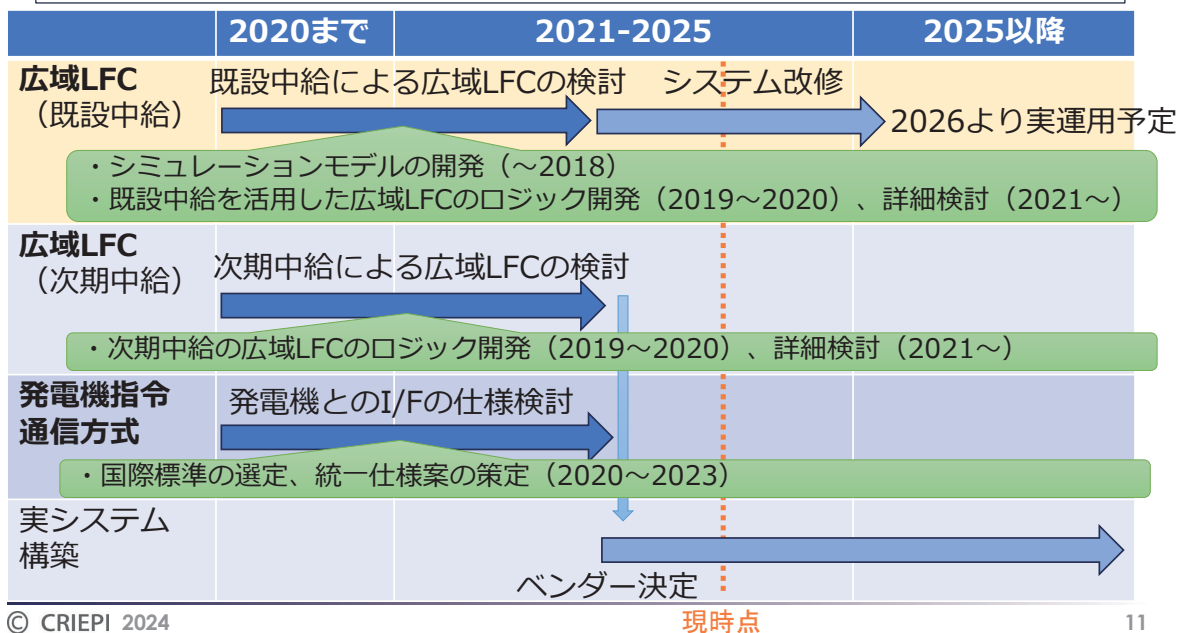 2020まで 2021-2025 2025以降
広域LFC
（既設中給）
既設中給による広域LFCの検討 システム改修
2026より実運用予定
・シミュレーションモデルの開発（～2018）
・既設中給を活用した広域LFCのロジック開発（2019～2020）、詳細検討（2021～）
広域LFC
（次期中給）
次期中給による広域LFCの検討
・次期中給の広域LFCのロジック開発（2019～2020）、詳細検討（2021～）
発電機指令
通信方式
発電機とのI/Fの仕様検討
・国際標準の選定、統一仕様案の策定（2020～2023）
実システム
構築
ベンダー決定
© CRIEPI 2024
現時点
11